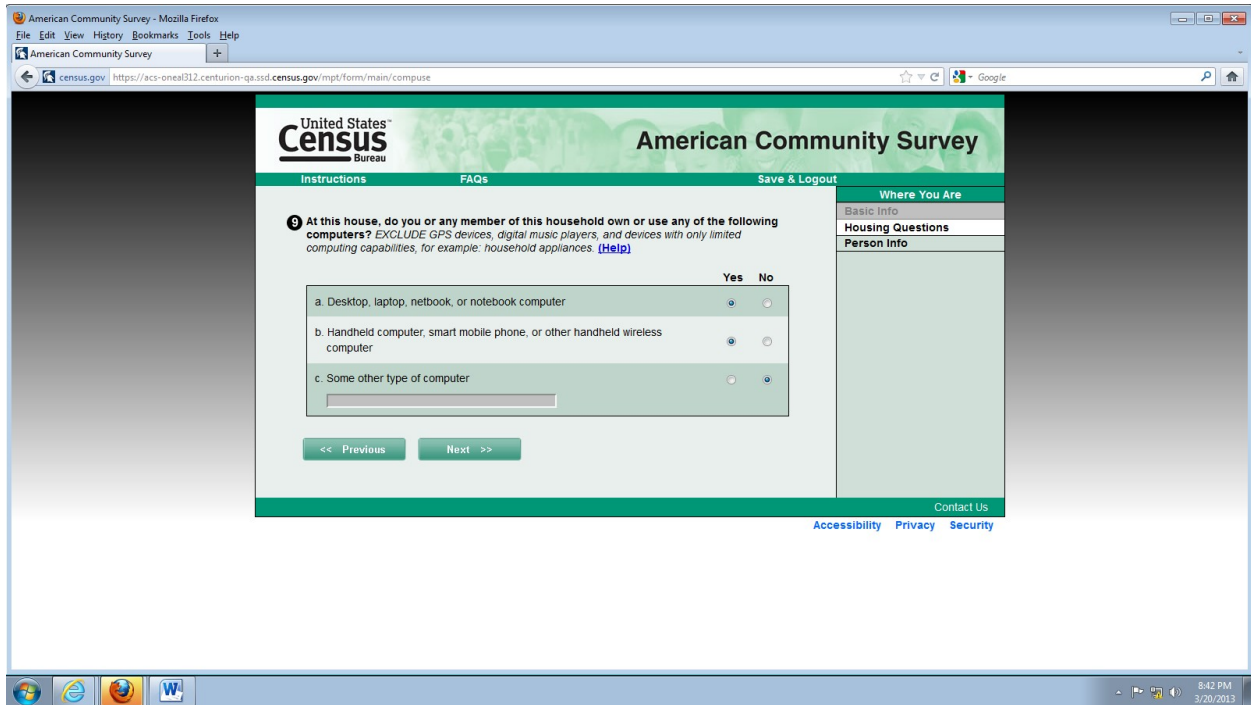 American Community Survey - Mozilla Firefox
File Edit View History Bookmarks Tools Help
American Community Survey +
census.gov https://acs-oneal312.centurion-qa.ssd.census.gov/mpt/form/main/compuse Google
United States™
Census
Bureau
American Community Survey
Instructions FAQs Save & Logout
Where You Are
Basic Info
Housing Questions
Person Info
9 At this house, do you or any member of this household own or use any of the following
computers? EXCLUDE GPS devices, digital music players, and devices with only limited
computing capabilities, for example: household appliances. (Help)
Yes No
a. Desktop, laptop, netbook, or notebook computer
b. Handheld computer, smart mobile phone, or other handheld wireless
computer
c. Some other type of computer
<< Previous Next >>
Contact Us
Accessibility Privacy Security
W
8:42 PM
3/20/2013